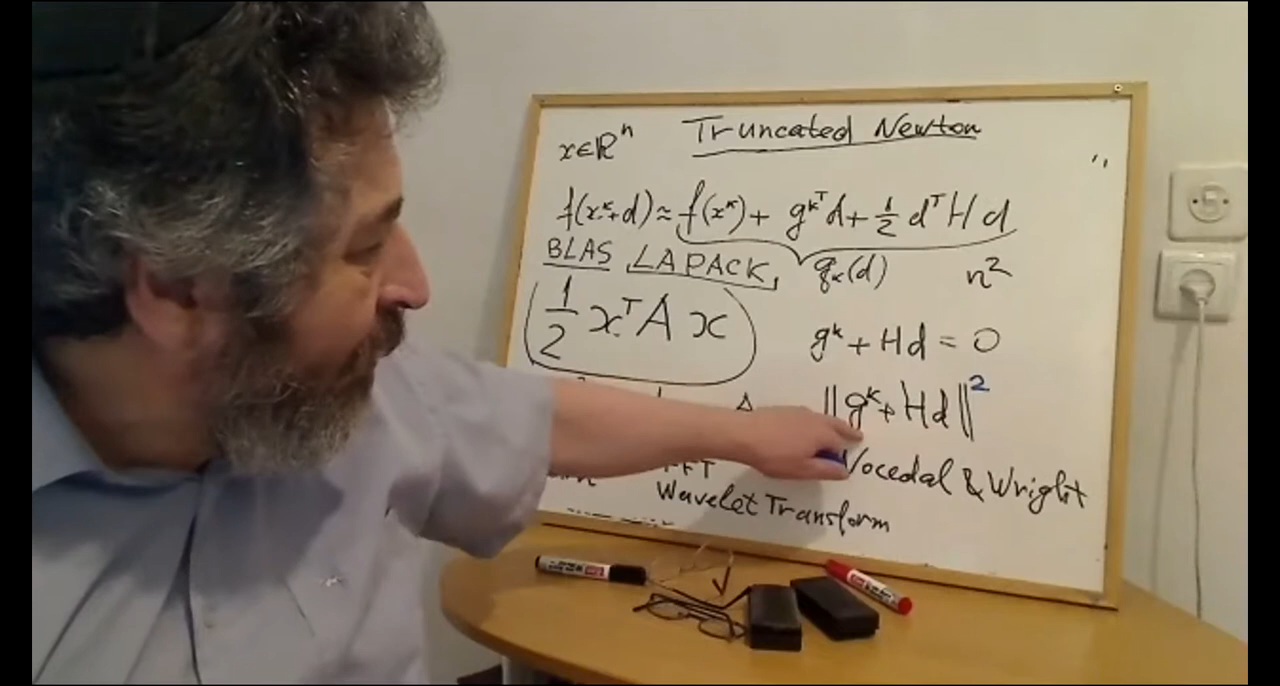 x∈ℝⁿ Truncated Newton
f(xᵏ+d)≈f(xᵏ)+ gᵏᵀd+½ dᵀHd
BLAS LAPACK, qₖ(d) n²
½ xᵀAx
gᵏ+Hd=0
‖gᵏ+Hd‖²
FFT Nocedal & Wright
Wavelet Transform